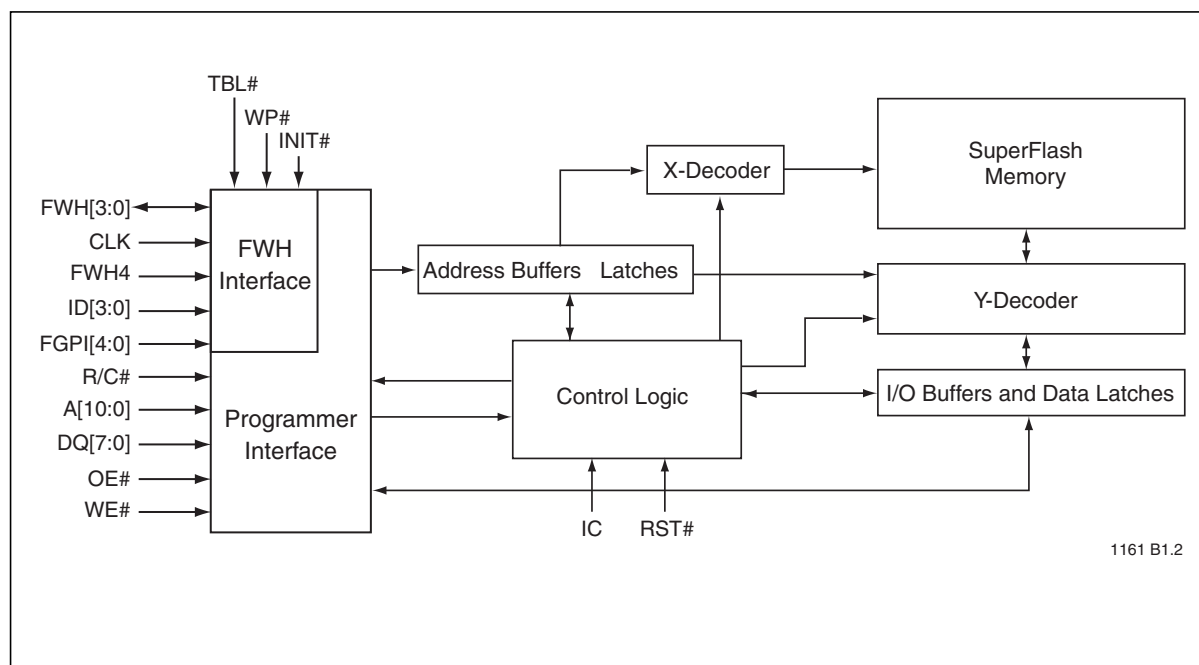 TBL#
WP#
INIT#
X-Decoder
SuperFlash
Memory
FWH[3:0]
CLK
FWH4
ID[3:0]
FGPI[4:0]
R/C#
A[10:0]
DQ[7:0]
OE#
WE#
FWH
Interface
Programmer
Interface
Address Buffers Latches
Y-Decoder
Control Logic
I/O Buffers and Data Latches
IC
RST#
1161 B1.2